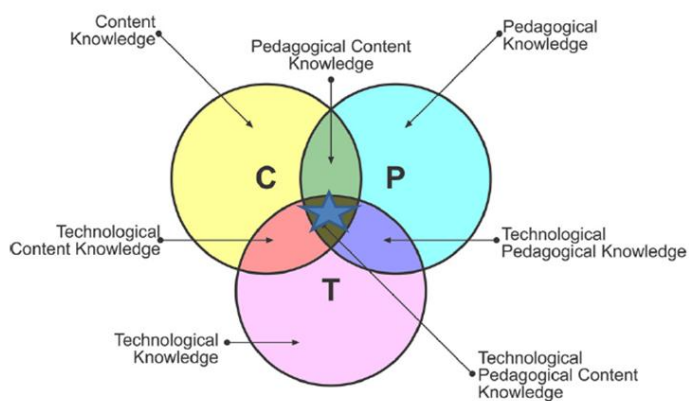 Content
Knowledge
Pedagogical Content
Knowledge
Pedagogical
Knowledge
C
P
Technological
Content Knowledge
Technological
Pedagogical Knowledge
T
Technological
Knowledge
Technological
Pedagogical Content
Knowledge